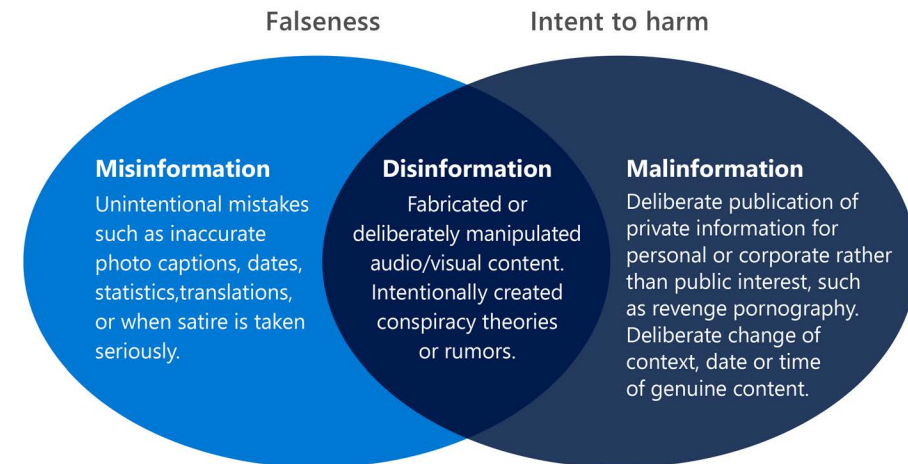 Falseness
Intent to harm
Misinformation
Unintentional mistakes
such as inaccurate
photo captions, dates,
statistics,translations,
or when satire is taken
seriously.
Disinformation
Fabricated or
deliberately manipulated
audio/visual content.
Intentionally created
conspiracy theories
or rumors.
Malinformation
Deliberate publication of
private information for
personal or corporate rather
than public interest, such
as revenge pornography.
Deliberate change of
context, date or time
of genuine content.